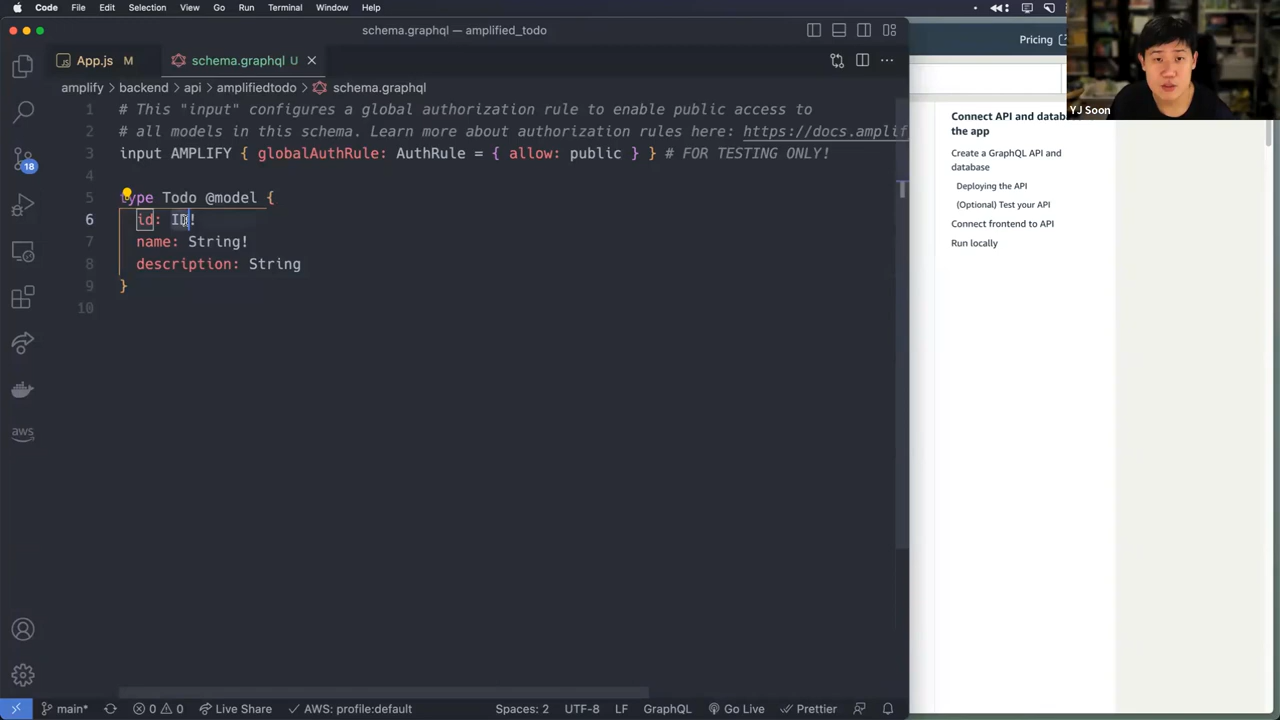 Code File Edit Selection View Go Run Terminal Window Help
schema.graphql — amplified_todo
App.js M schema.graphql U
amplify > backend > api > amplifiedtodo > schema.graphql
1 # This "input" configures a global authorization rule to enable public access to
2 # all models in this schema. Learn more about authorization rules here: https://docs.amplif
3 input AMPLIFY { globalAuthRule: AuthRule = { allow: public } } # FOR TESTING ONLY!
4
5 type Todo @model {
6 id: ID!
7 name: String!
8 description: String
9 }
10
18
aws
main* 0 0 Live Share AWS: profile:default Spaces: 2 UTF-8 LF GraphQL Go Live Prettier
Pricing
YJ Soon
Connect API and datab
the app
Create a GraphQL API and
database
Deploying the API
(Optional) Test your API
Connect frontend to API
Run locally
T